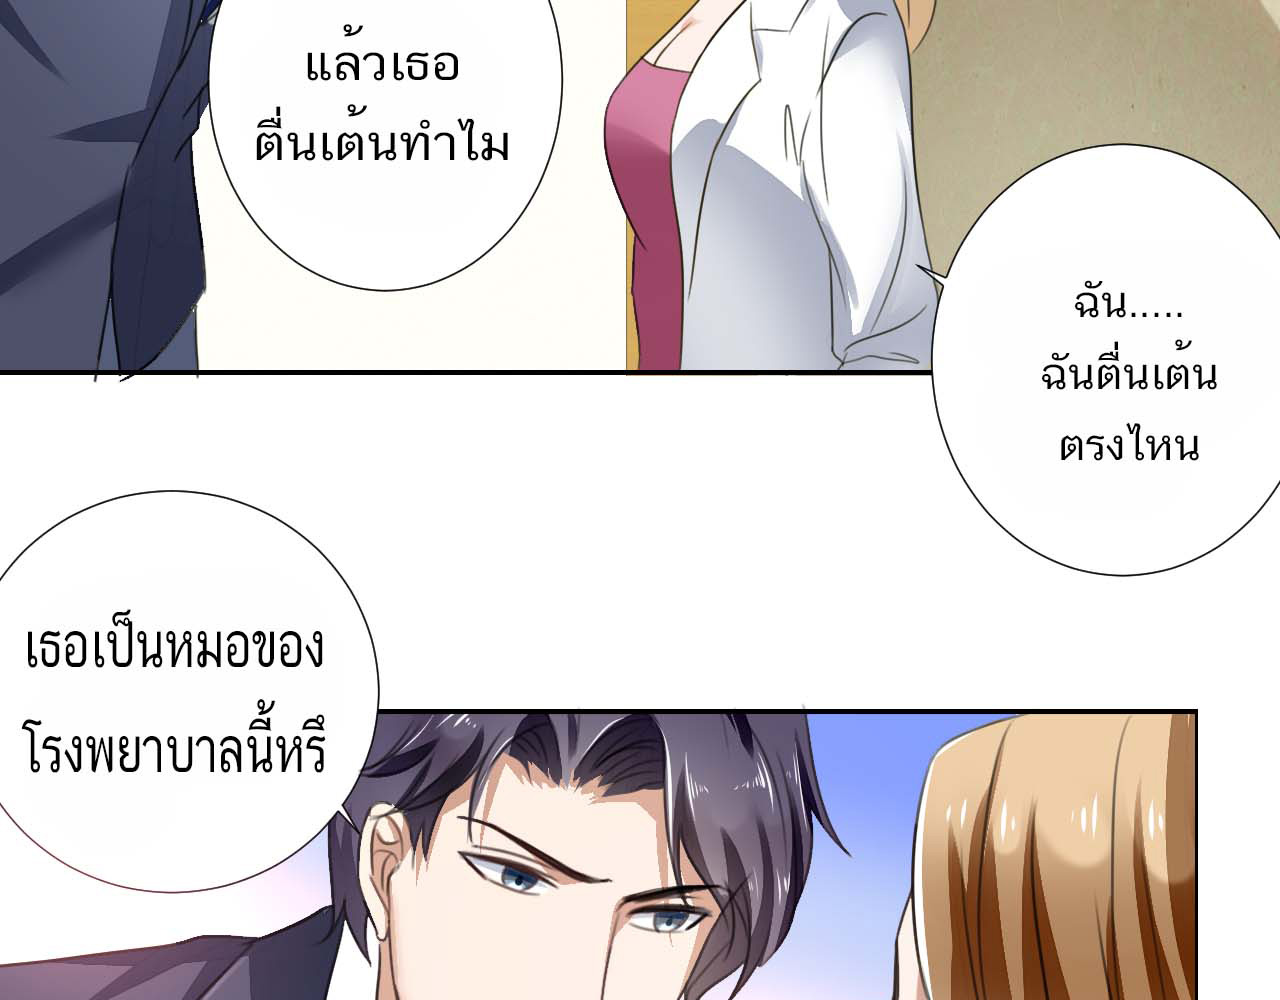 แล้วเธอ
ตื่นเต้นทำไม
ฉัน.....
ฉันตื่นเต้น
ตรงไหน
เธอเป็นหมอของ
โรงพยาบาลนี้หรึ